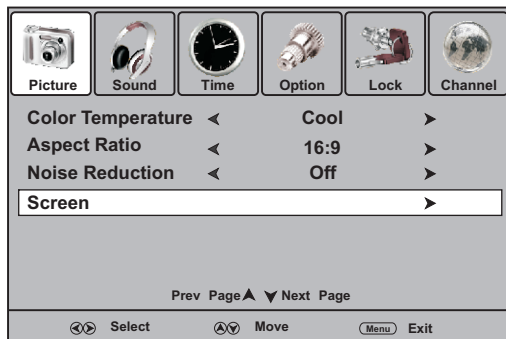 Picture Sound Time Option Lock Channel
Color Temperature Cool
Aspect Ratio 16:9
Noise Reduction Off
Screen
Prev Page Next Page
Select Move Menu Exit